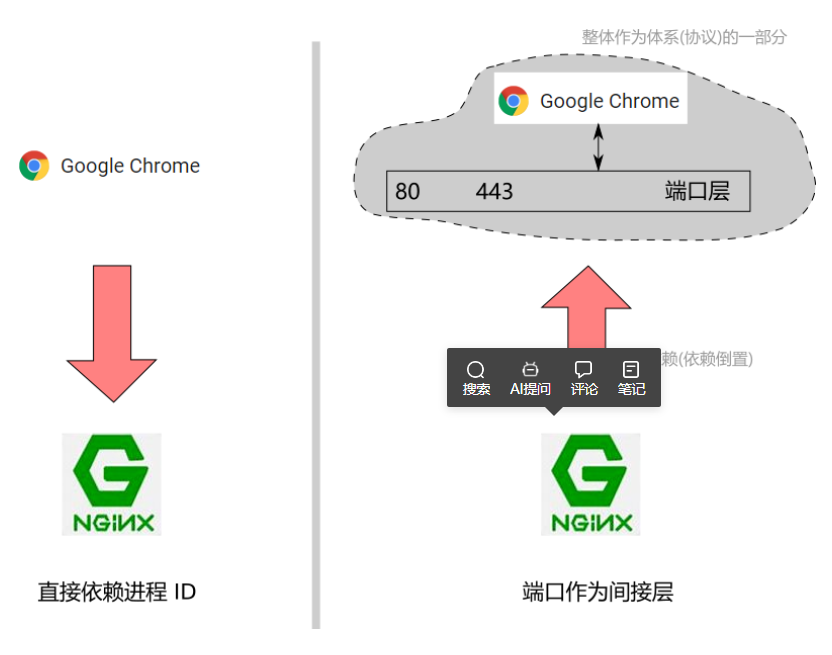 Google Chrome
NGINX
直接依赖进程 ID
整体作为体系(协议)的一部分
Google Chrome
80 443 端口层
赖(依赖倒置)
搜索 AI提问 评论 笔记
NGINX
端口作为间接层